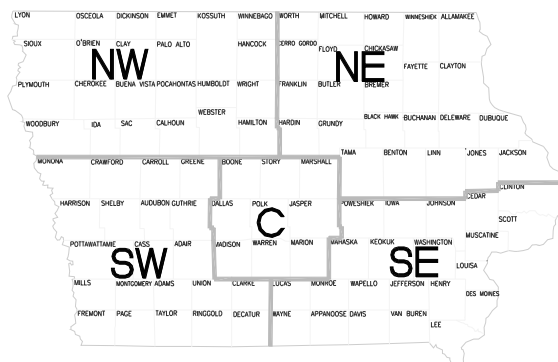 LYON OSCEOLA DICKINSON EMMET KOSSUTH WINNEBAGO WORTH MITCHELL HOWARD WINNESHIEK ALLAMAKEE
SIOUX O'BRIEN CLAY PALO ALTO HANCOCK CERRO GORDO FLOYD CHICKASAW
NW NE
FAYETTE CLAYTON
PLYMOUTH CHEROKEE BUENA VISTA POCAHONTAS HUMBOLDT WRIGHT FRANKLIN BUTLER BREMER
WEBSTER
WOODBURY IDA SAC CALHOUN HAMILTON HARDIN GRUNDY BLACK HAWK BUCHANAN DELEWARE DUBUQUE
TAMA BENTON LINN JONES JACKSON
MONONA CRAWFORD CARROLL GREENE BOONE STORY MARSHALL
CLINTON
CEDAR
HARRISON SHELBY AUDUBON GUTHRIE DALLAS POLK JASPER POWESHIEK IOWA JOHNSON
SCOTT
C
MUSCATINE
POTTAWATTAMIE CASS ADAIR MADISON WARREN MARION MAHASKA KEOKUK WASHINGTON
SW SE
LOUISA
MILLS MONTGOMERY ADAMS UNION CLARKE LUCAS MONROE WAPELLO JEFFERSON HENRY
DES MOINES
FREMONT PAGE TAYLOR RINGGOLD DECATUR WAYNE APPANOOSE DAVIS VAN BUREN
LEE